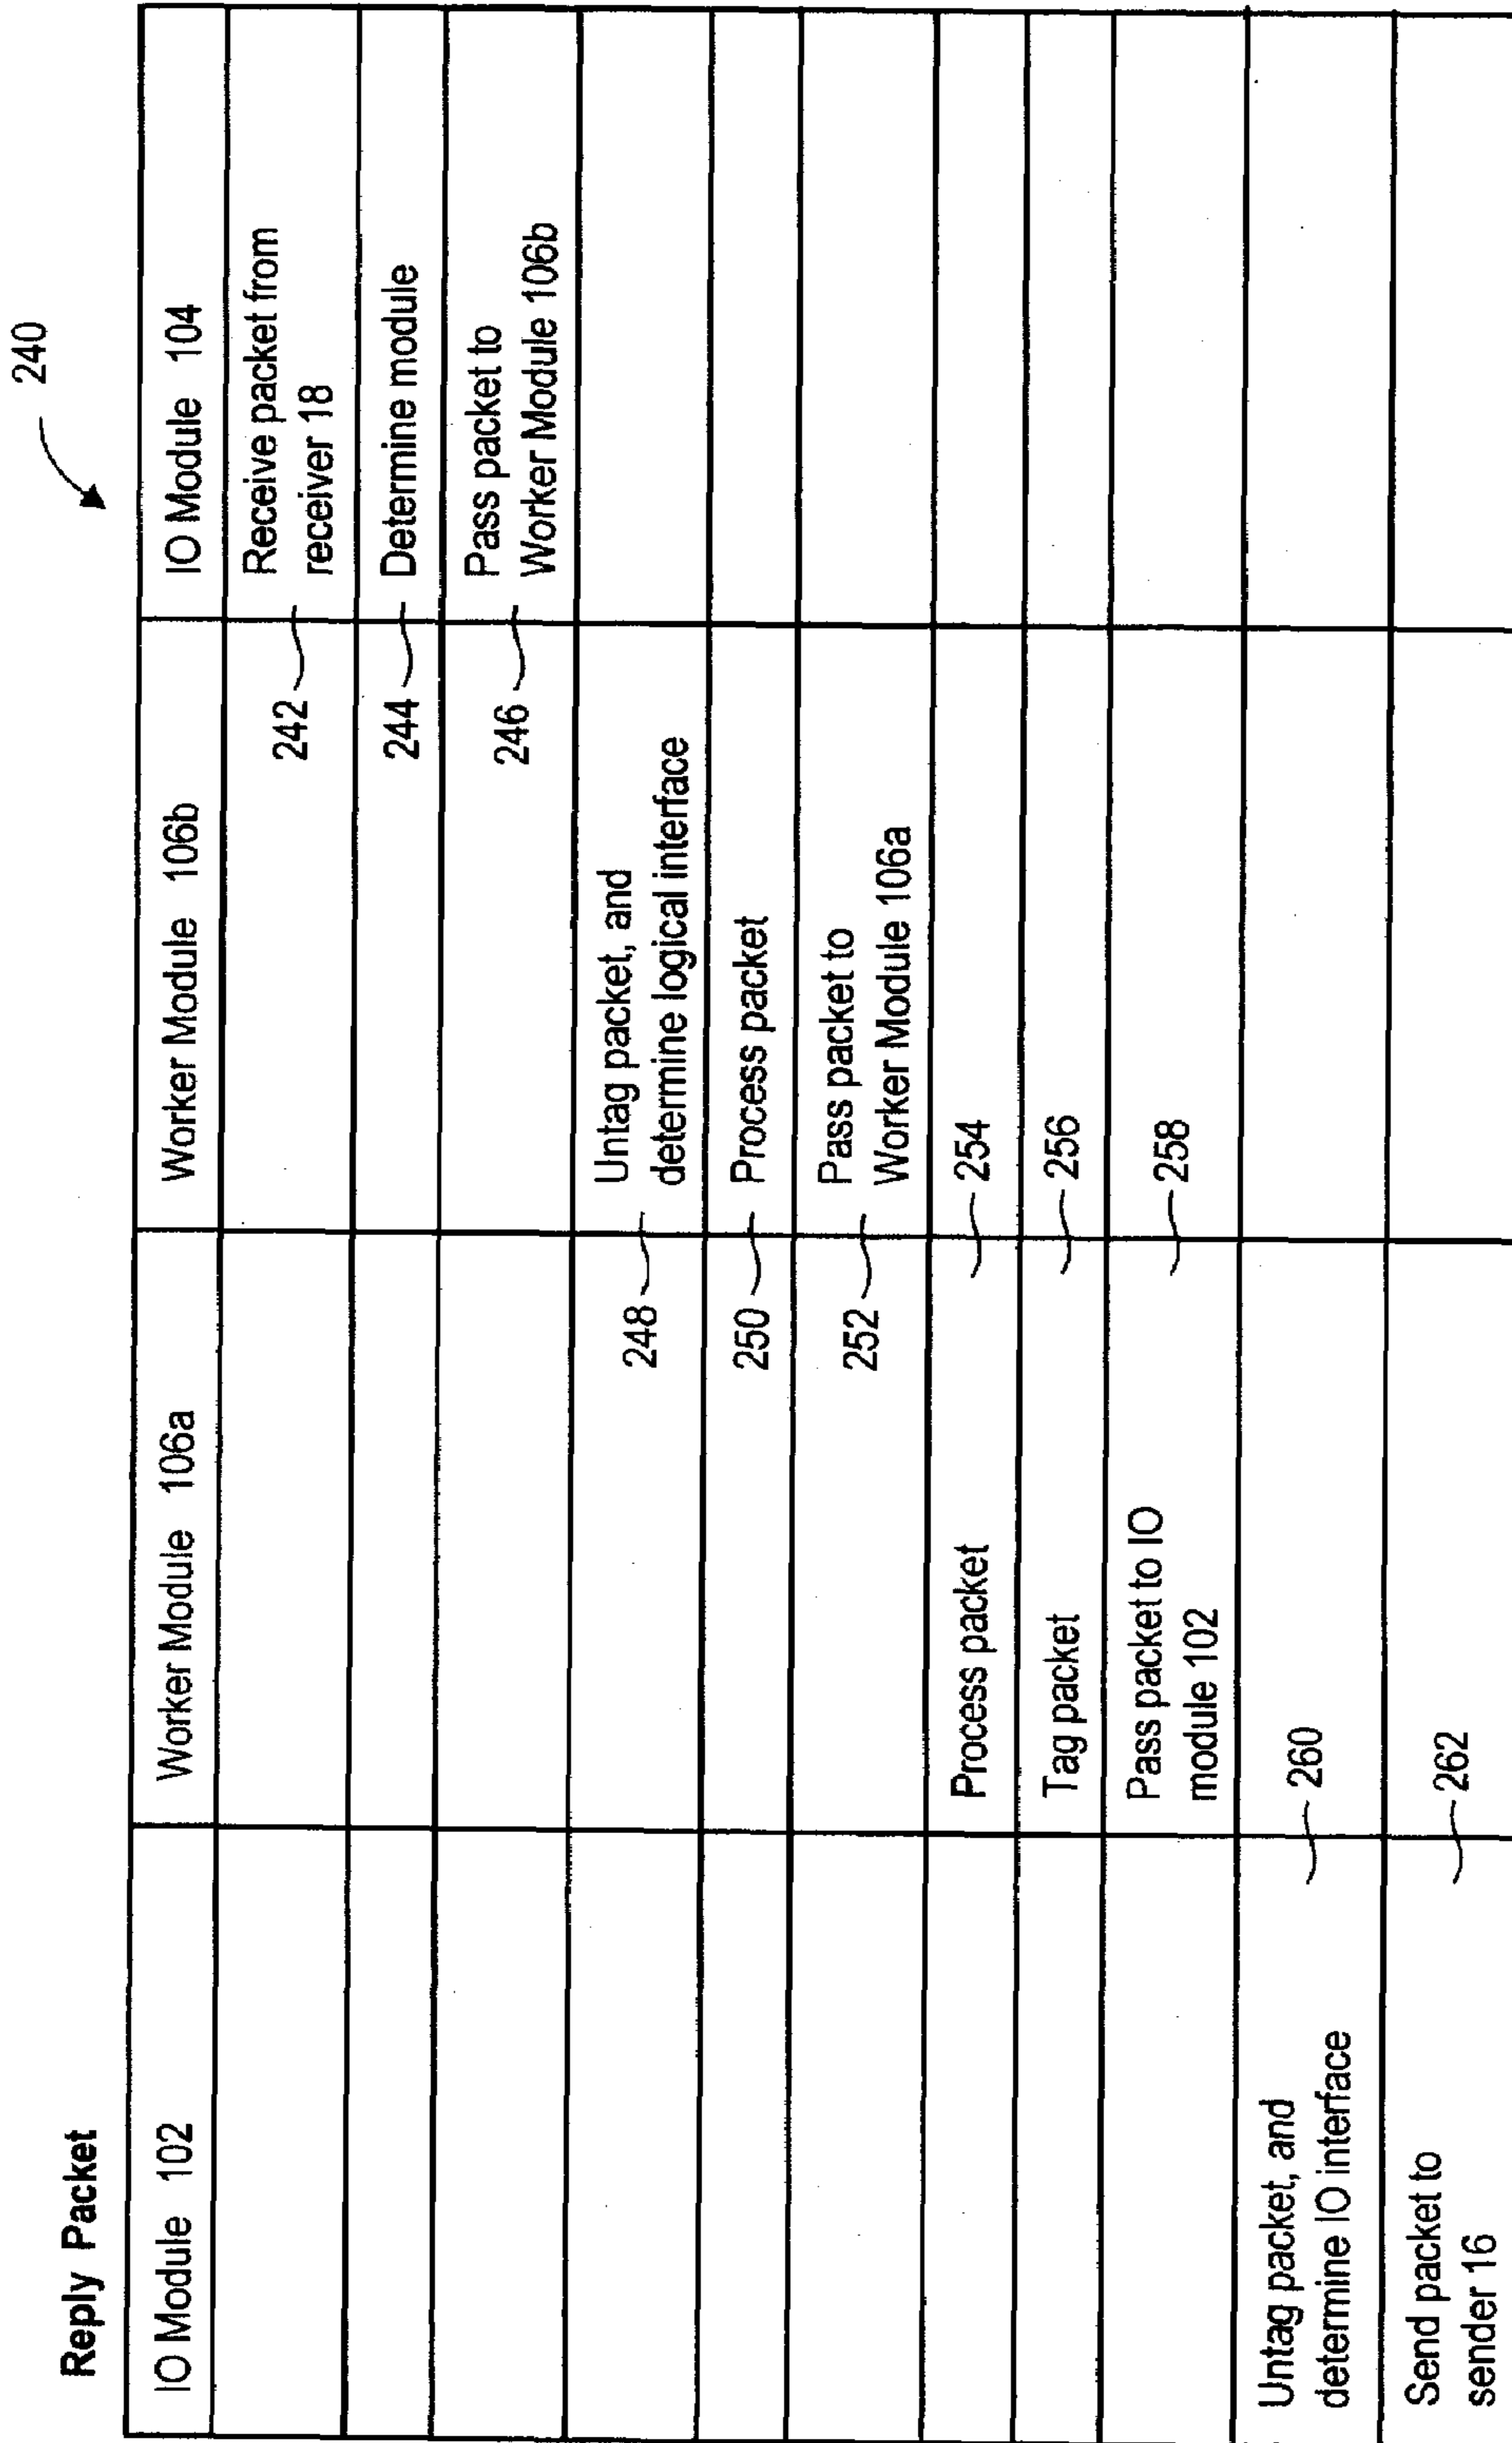 Reply Packet
240
IO Module 102
Worker Module 106a
Worker Module 106b
IO Module 104
242
Receive packet from
receiver 18
244
Determine module
246
Pass packet to
Worker Module 106b
248
Untag packet, and
determine logical interface
250
Process packet
252
Pass packet to
Worker Module 106a
Process packet
254
Tag packet
256
Pass packet to IO
module 102
258
Untag packet, and
determine IO interface
260
Send packet to
sender 16
262